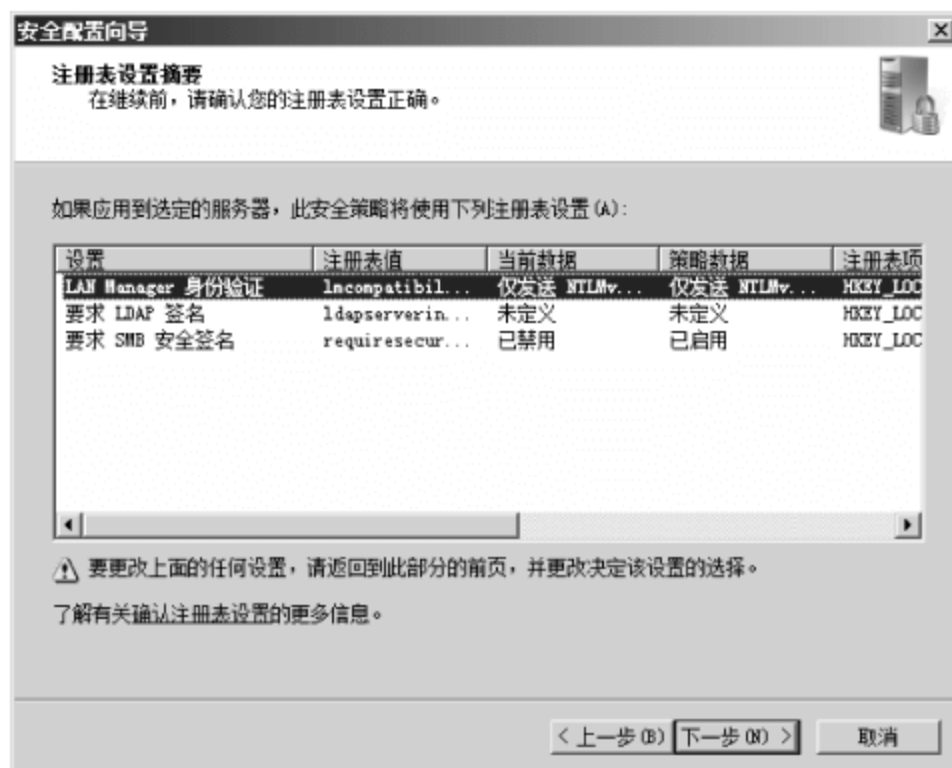 安全配置向导
注册表设置摘要
在继续前，请确认您的注册表设置正确。
如果应用到选定的服务器，此安全策略将使用下列注册表设置(A):
设置 注册表值 当前数据 策略数据 注册表项
LAN Manager 身份验证 lmcompatibil... 仅发送 NTLMv... 仅发送 NTLMv... HKEY_LOC
要求 LDAP 签名 ldapserverin... 未定义 未定义 HKEY_LOC
要求 SMB 安全签名 requiresecur... 已禁用 已启用 HKEY_LOC
要更改上面的任何设置，请返回到此部分的前页，并更改决定该设置的选择。
了解有关确认注册表设置的更多信息。
< 上一步(B) 下一步(N) > 取消